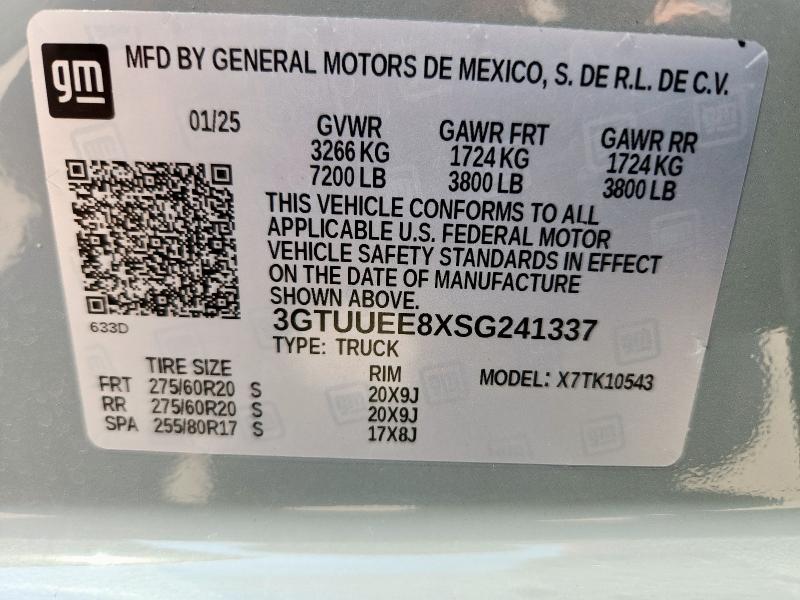 gm
MFD BY GENERAL MOTORS DE MEXICO, S. DE R.L. DE C.V.
01/25
GVWR GAWR FRT GAWR RR
3266 KG 1724 KG 1724 KG
7200 LB 3800 LB 3800 LB
THIS VEHICLE CONFORMS TO ALL
APPLICABLE U.S. FEDERAL MOTOR
VEHICLE SAFETY STANDARDS IN EFFECT
ON THE DATE OF MANUFACTURE
SHOWN ABOVE.
633D
3GTUUEE8XSG241337
TYPE: TRUCK
TIRE SIZE RIM MODEL: X7TK10543
FRT 275/60R20 S 20X9J
RR 275/60R20 S 20X9J
SPA 255/80R17 S 17X8J